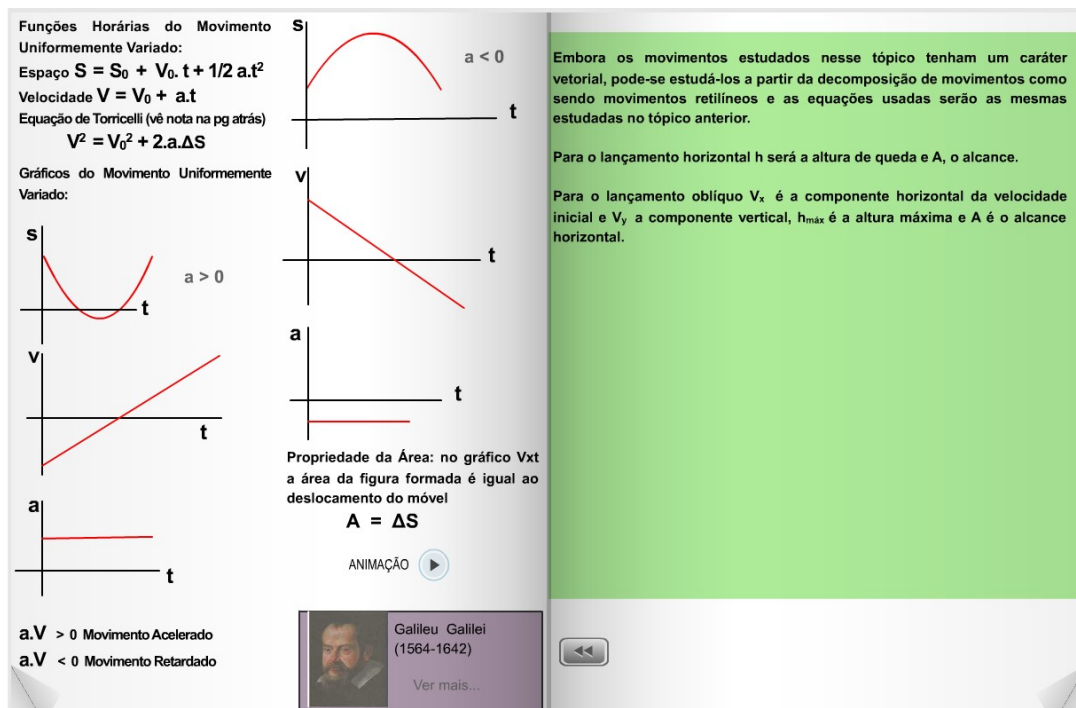 Funções Horárias do Movimento
Uniformemente Variado:
Espaço S = S₀ + V₀. t + 1/2 a.t²
Velocidade V = V₀ + a.t
Equação de Torricelli (vê nota na pg atrás)
V² = V₀² + 2.a.ΔS
Gráficos do Movimento Uniformemente
Variado:
s
a > 0
t
v
t
a
t
a.V > 0 Movimento Acelerado
a.V < 0 Movimento Retardado
s
a < 0
t
v
t
a
t
Propriedade da Área: no gráfico Vxt
a área da figura formada é igual ao
deslocamento do móvel
A = ΔS
ANIMAÇÃO
Galileu Galilei
(1564-1642)
Ver mais...
Embora os movimentos estudados nesse tópico tenham um caráter
vetorial, pode-se estudá-los a partir da decomposição de movimentos como
sendo movimentos retilíneos e as equações usadas serão as mesmas
estudadas no tópico anterior.
Para o lançamento horizontal h será a altura de queda e A, o alcance.
Para o lançamento oblíquo Vₓ é a componente horizontal da velocidade
inicial e Vᵧ a componente vertical, hₘₐₓ é a altura máxima e A é o alcance
horizontal.